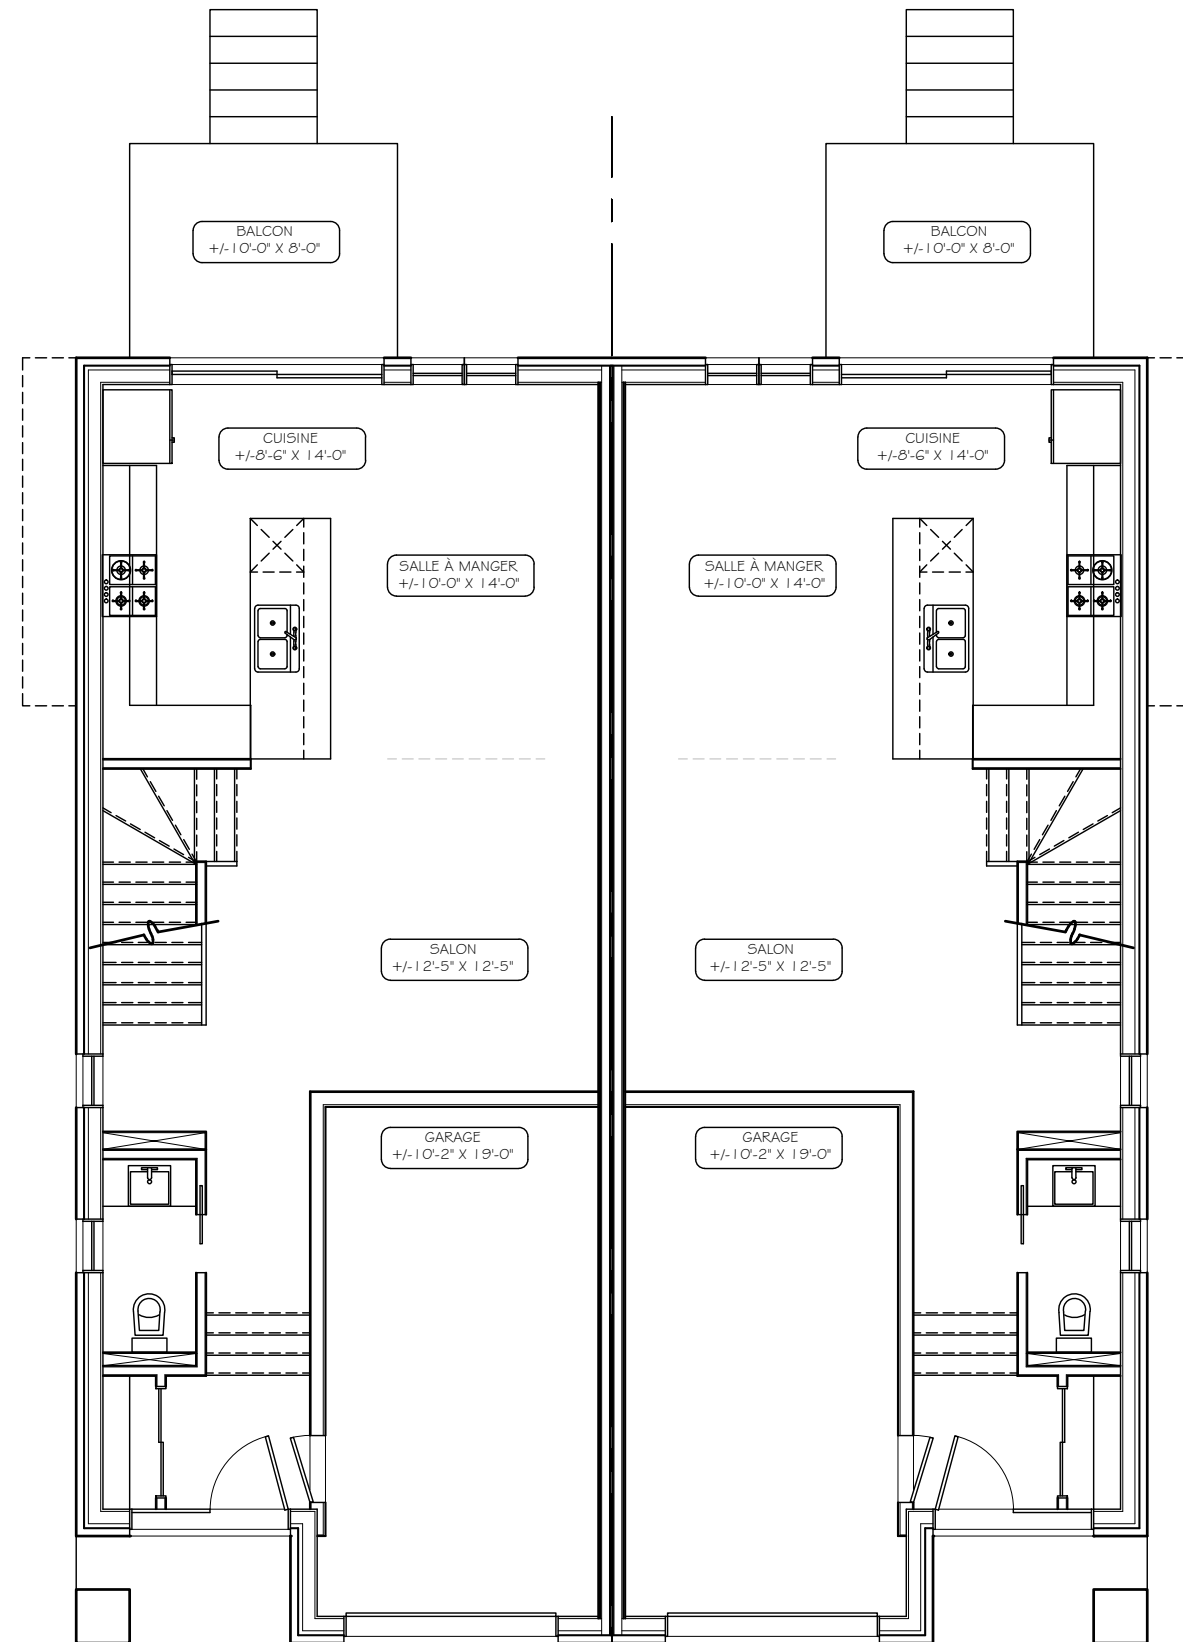 BALCON
+/-10'-0" X 8'-0"
BALCON
+/-10'-0" X 8'-0"
CUISINE
+/-8'-6" X 14'-0"
CUISINE
+/-8'-6" X 14'-0"
SALLE À MANGER
+/-10'-0" X 14'-0"
SALLE À MANGER
+/-10'-0" X 14'-0"
SALON
+/-12'-5" X 12'-5"
SALON
+/-12'-5" X 12'-5"
GARAGE
+/-10'-2" X 19'-0"
GARAGE
+/-10'-2" X 19'-0"